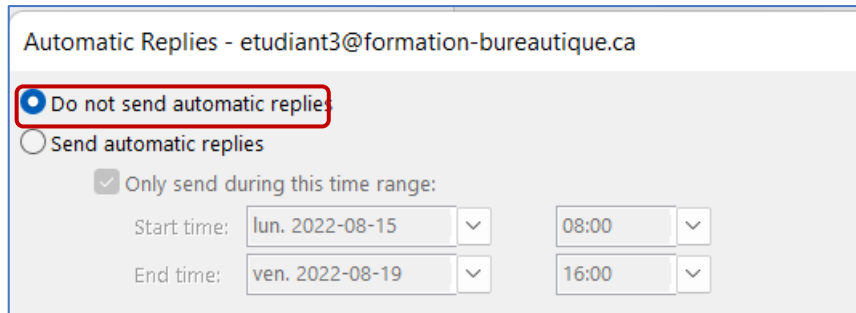 Automatic Replies - etudiant3@formation-bureautique.ca
Do not send automatic replies
Send automatic replies
Only send during this time range:
Start time: lun. 2022-08-15 08:00
End time: ven. 2022-08-19 16:00